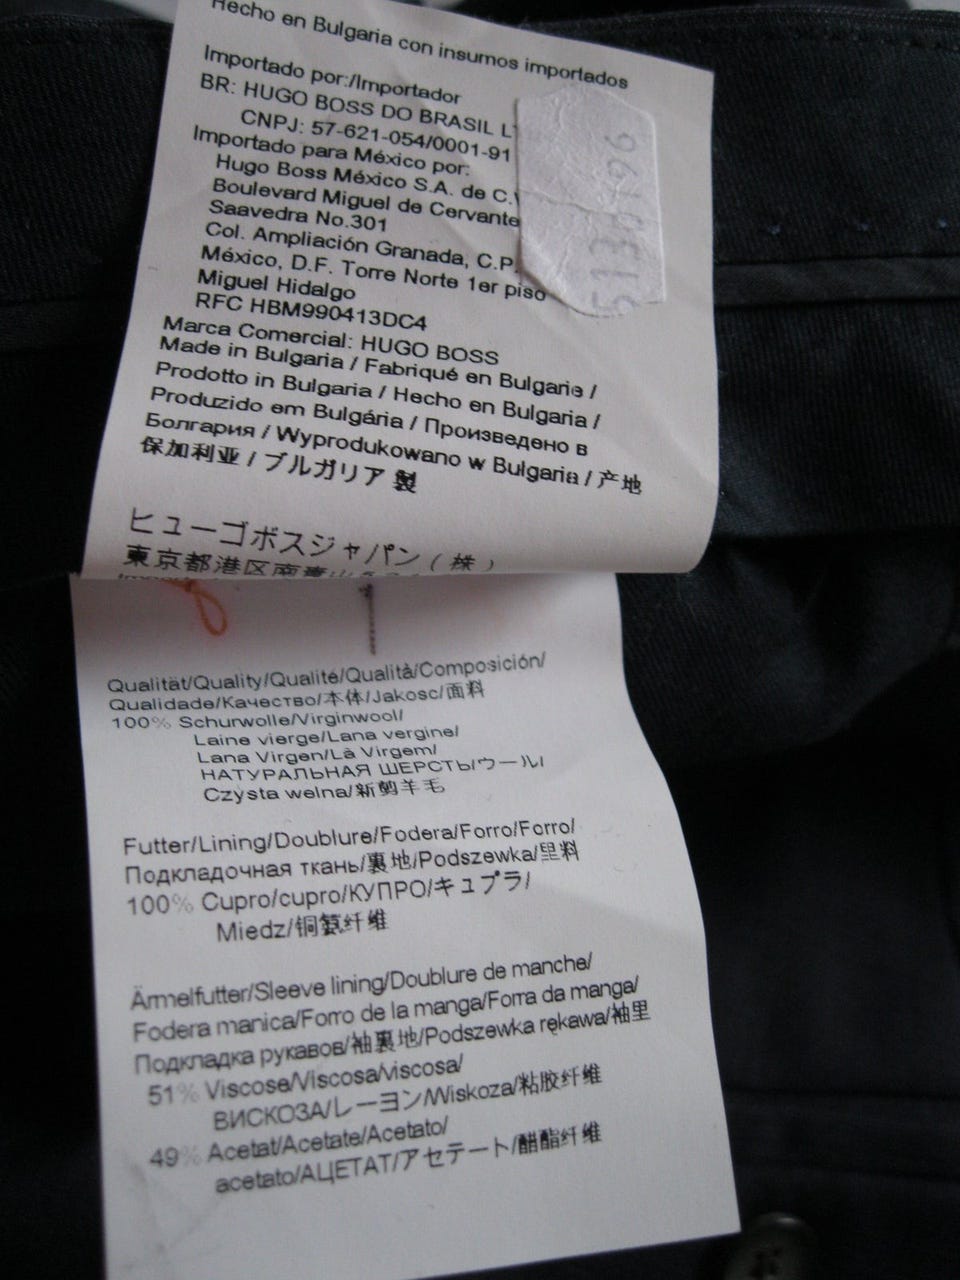 Hecho en Bulgaria con insumos importados
Importado por:/Importador
BR: HUGO BOSS DO BRASIL
CNPJ: 57-621-054/0001-91
Importado para México por:
Hugo Boss México S.A. de C.
Boulevard Miguel de Cervante
Saavedra No.301
Col. Ampliación Granada, C.P.
México, D.F. Torre Norte 1er piso
Miguel Hidalgo
RFC HBM990413DC4
Marca Comercial: HUGO BOSS
Made in Bulgaria / Fabriqué en Bulgarie /
Prodotto in Bulgaria / Hecho en Bulgaria /
Produzido em Bulgária / Произведено в
Болгария / Wyprodukowano w Bulgaria / 产地
保加利亚 / ブルガリア 製
ヒューゴボスジャパン ( 株 )
東京都港区南青山
5130196
Qualität/Quality/Qualité/Qualità/Composición/
Qualidade/Качество/本体/Jakosc/面料
100% Schurwolle/Virginwool/
Laine vierge/Lana vergine/
Lana Virgen/Lã Virgem/
НАТУРАЛЬНАЯ ШЕРСТЬ/ウール/
Czysta welna/新剪羊毛
Futter/Lining/Doublure/Fodera/Forro/Forro/
Подкладочная ткань/裏地/Podszewka/里料
100% Cupro/cupro/КУПРО/キュプラ/
Miedz/铜氨纤维
Ärmelfutter/Sleeve lining/Doublure de manche/
Fodera manica/Forro de la manga/Forra da manga/
Подкладка рукавов/袖裏地/Podszewka rękawa/袖里
51% Viscose/Viscosa/viscosa/
ВИСКОЗА/レーヨン/Wiskoza/粘胶纤维
49% Acetat/Acetate/Acetato/
acetato/АЦЕТАТ/アセテート/醋酯纤维